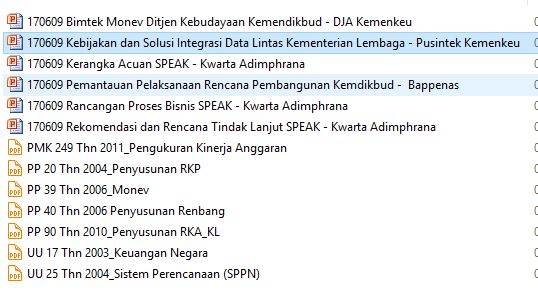 170609 Bimtek Monev Ditjen Kebudayaan Kemendikbud - DJA Kemenkeu
170609 Kebijakan dan Solusi Integrasi Data Lintas Kementerian Lembaga - Pusintek Kemenkeu
170609 Kerangka Acuan SPEAK - Kwarta Adimphrana
170609 Pemantauan Pelaksanaan Rencana Pembangunan Kemdikbud -  Bappenas
170609 Rancangan Proses Bisnis SPEAK - Kwarta Adimphrana
170609 Rekomendasi dan Rencana Tindak Lanjut SPEAK - Kwarta Adimphrana
PMK 249 Thn 2011_Pengukuran Kinerja Anggaran
PP 20 Thn 2004_Penyusunan RKP
PP 39 Thn 2006_Monev
PP 40 Thn 2006 Penyusunan Renbang
PP 90 Thn 2010_Penyusunan RKA_KL
UU 17 Thn 2003_Keuangan Negara
UU 25 Thn 2004_Sistem Perencanaan (SPPN)